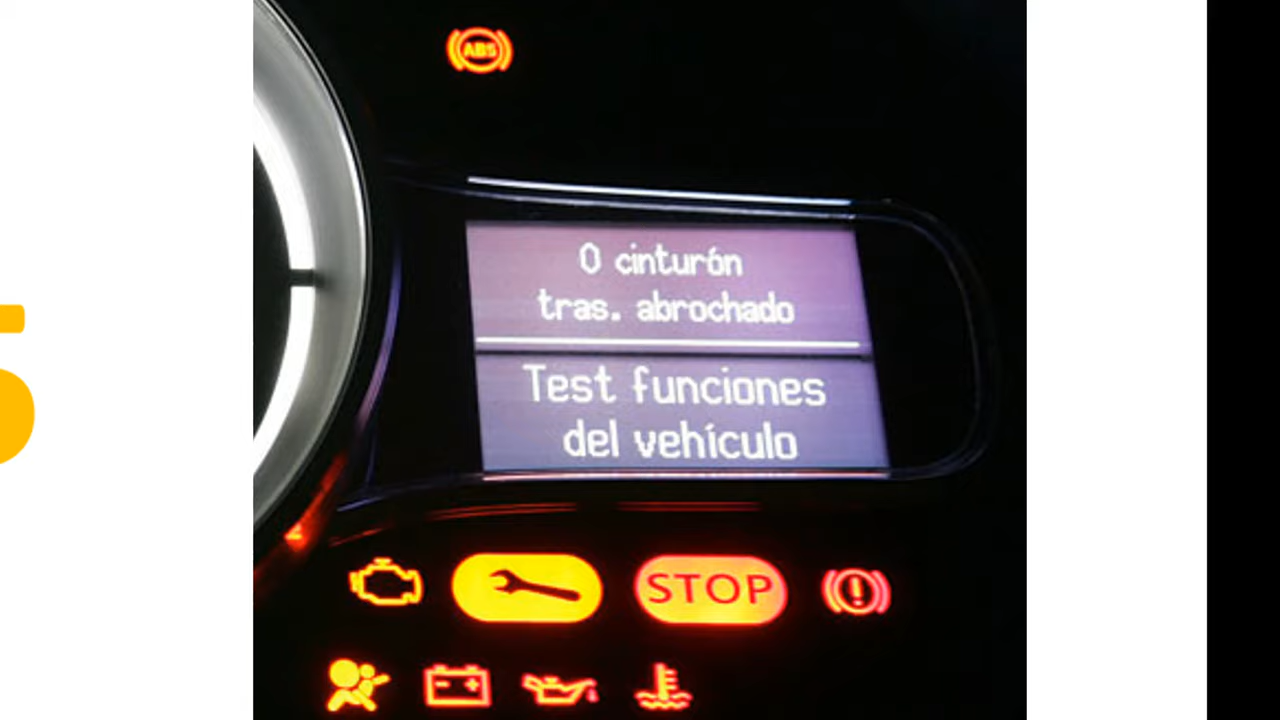 ABS
0 cinturón
tras. abrochado
Test funciones
del vehículo
STOP